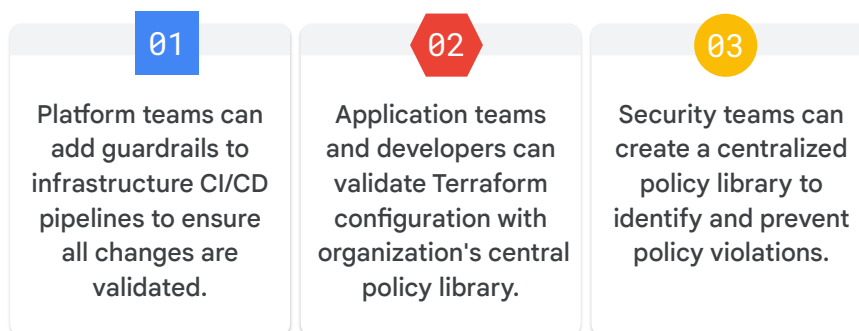 01
Platform teams can
add guardrails to
infrastructure CI/CD
pipelines to ensure
all changes are
validated.
02
Application teams
and developers can
validate Terraform
configuration with
organization's central
policy library.
03
Security teams can
create a centralized
policy library to
identify and prevent
policy violations.